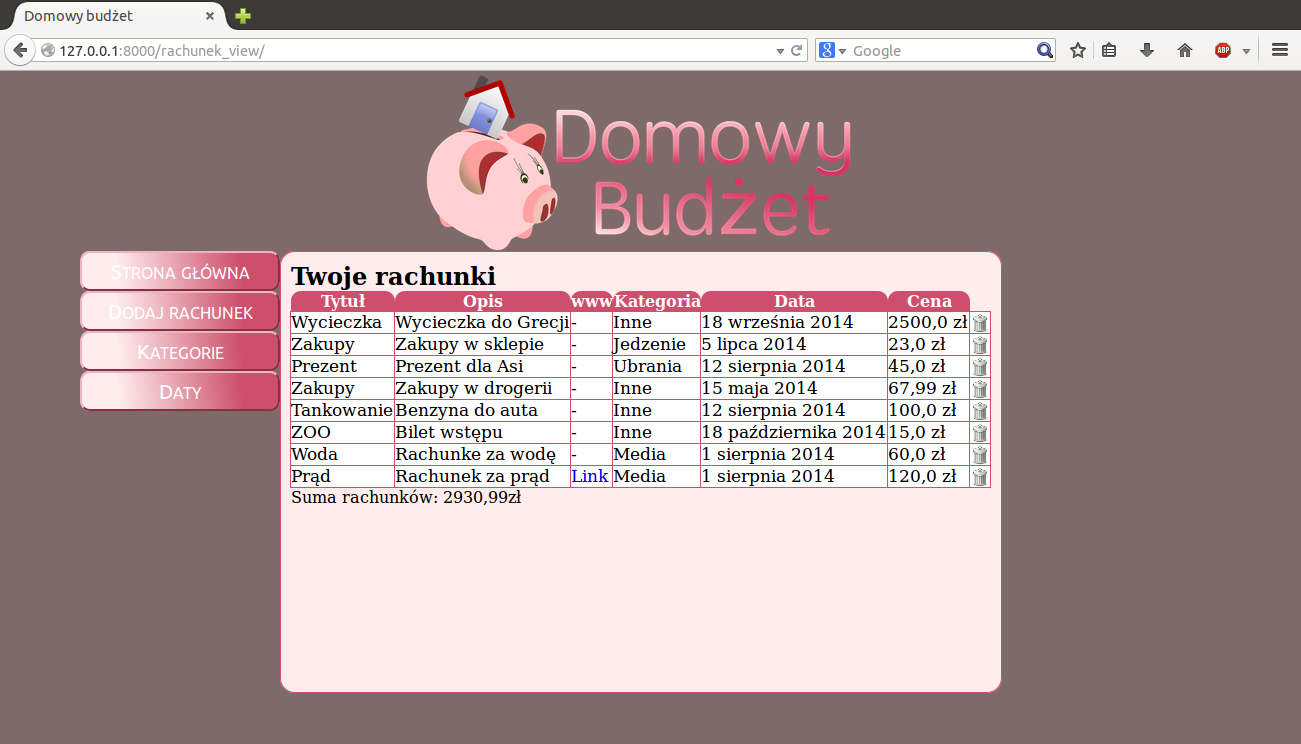 Domowy budżet
127.0.0.1:8000/rachunek_view/
Google
ABP
Domowy
Budżet
STRONA GŁÓWNA
DODAJ RACHUNEK
KATEGORIE
DATY
Twoje rachunki
Tytuł Opis www Kategoria Data Cena
Wycieczka Wycieczka do Grecji - Inne 18 września 2014 2500,0 zł
Zakupy Zakupy w sklepie - Jedzenie 5 lipca 2014 23,0 zł
Prezent Prezent dla Asi - Ubrania 12 sierpnia 2014 45,0 zł
Zakupy Zakupy w drogerii - Inne 15 maja 2014 67,99 zł
Tankowanie Benzyna do auta - Inne 12 sierpnia 2014 100,0 zł
ZOO Bilet wstępu - Inne 18 października 2014 15,0 zł
Woda Rachunke za wodę - Media 1 sierpnia 2014 60,0 zł
Prąd Rachunek za prąd Link Media 1 sierpnia 2014 120,0 zł
Suma rachunków: 2930,99zł